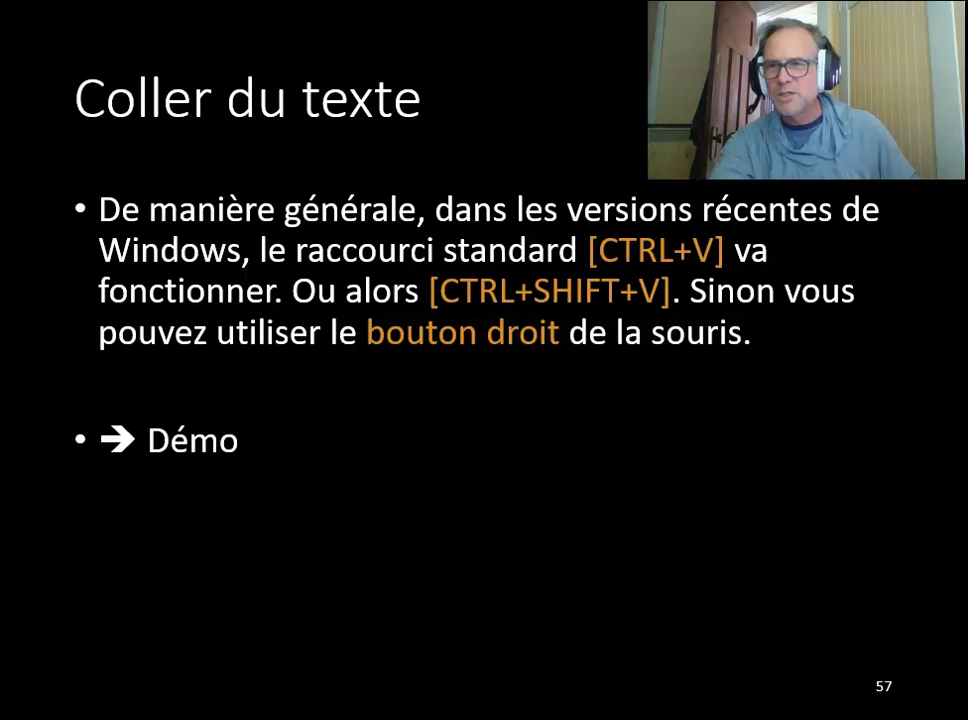 Coller du texte
• De manière générale, dans les versions récentes de
Windows, le raccourci standard [CTRL+V] va
fonctionner. Ou alors [CTRL+SHIFT+V]. Sinon vous
pouvez utiliser le bouton droit de la souris.
• ➔ Démo
57